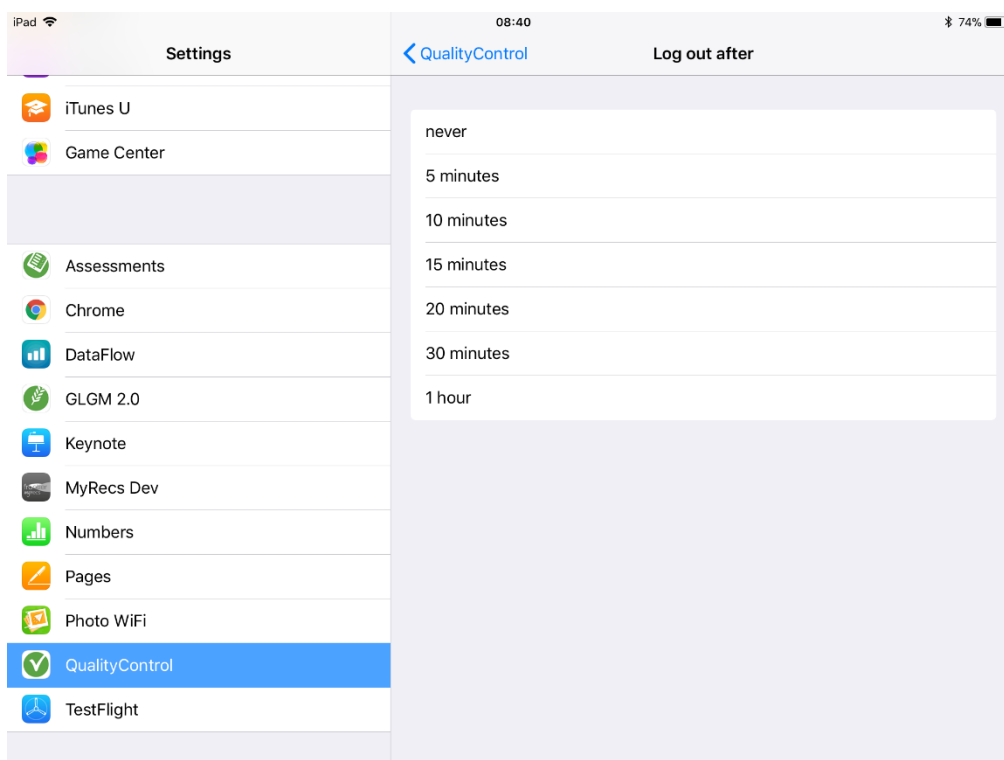 iPad 08:40 74%
Settings
QualityControl Log out after
iTunes U
Game Center
Assessments
Chrome
DataFlow
GLGM 2.0
Keynote
MyRecs Dev
Numbers
Pages
Photo WiFi
QualityControl
TestFlight
never
5 minutes
10 minutes
15 minutes
20 minutes
30 minutes
1 hour